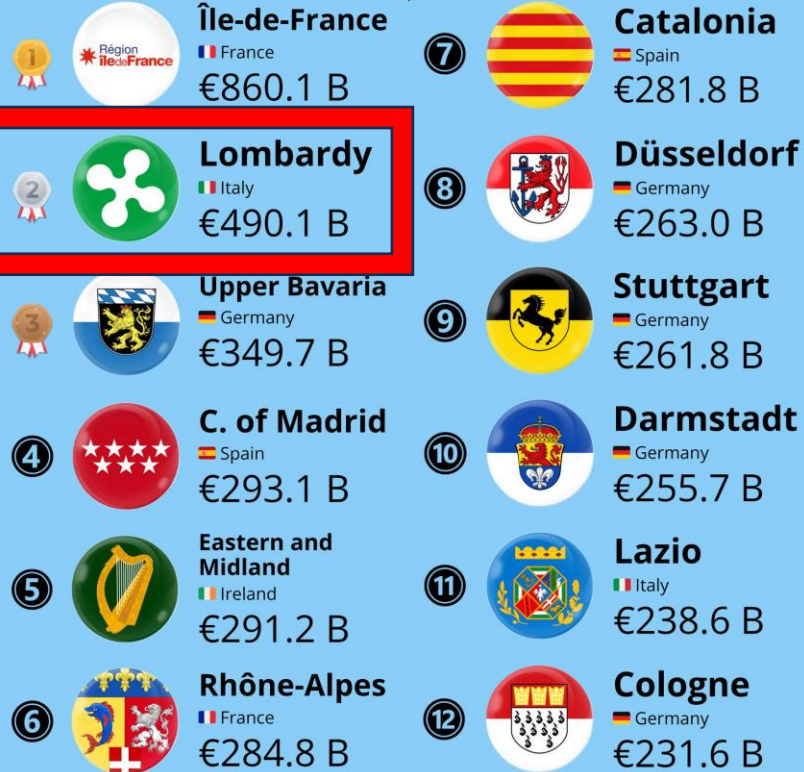 1
Région
îledeFrance
Île-de-France
France
€860.1 B
2
Lombardy
Italy
€490.1 B
3
Upper Bavaria
Germany
€349.7 B
4
C. of Madrid
Spain
€293.1 B
5
Eastern and
Midland
Ireland
€291.2 B
6
Rhône-Alpes
France
€284.8 B
7
Catalonia
Spain
€281.8 B
8
Düsseldorf
Germany
€263.0 B
9
Stuttgart
Germany
€261.8 B
10
Darmstadt
Germany
€255.7 B
11
Lazio
Italy
€238.6 B
12
Cologne
Germany
€231.6 B